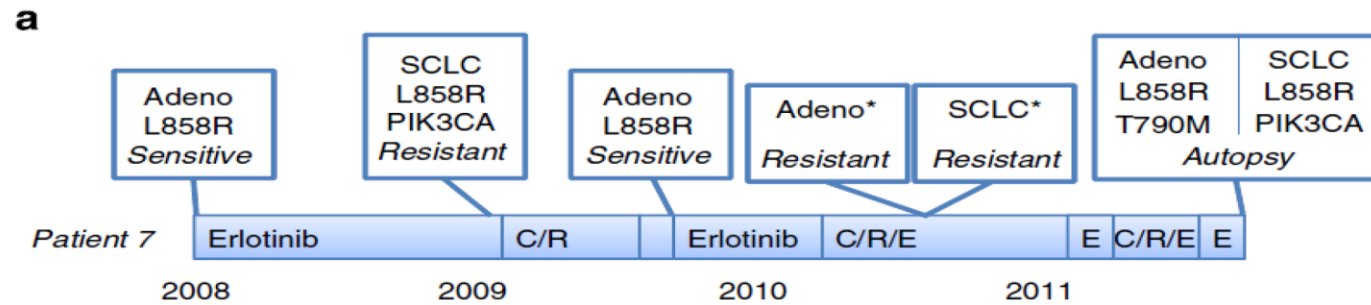 a
Adeno
L858R
Sensitive
SCLC
L858R
PIK3CA
Resistant
Adeno
L858R
Sensitive
Adeno*
Resistant
SCLC*
Resistant
Adeno
L858R
T790M
SCLC
L858R
PIK3CA
Autopsy
Patient 7
Erlotinib
C/R
Erlotinib
C/R/E
E
C/R/E
E
2008
2009
2010
2011